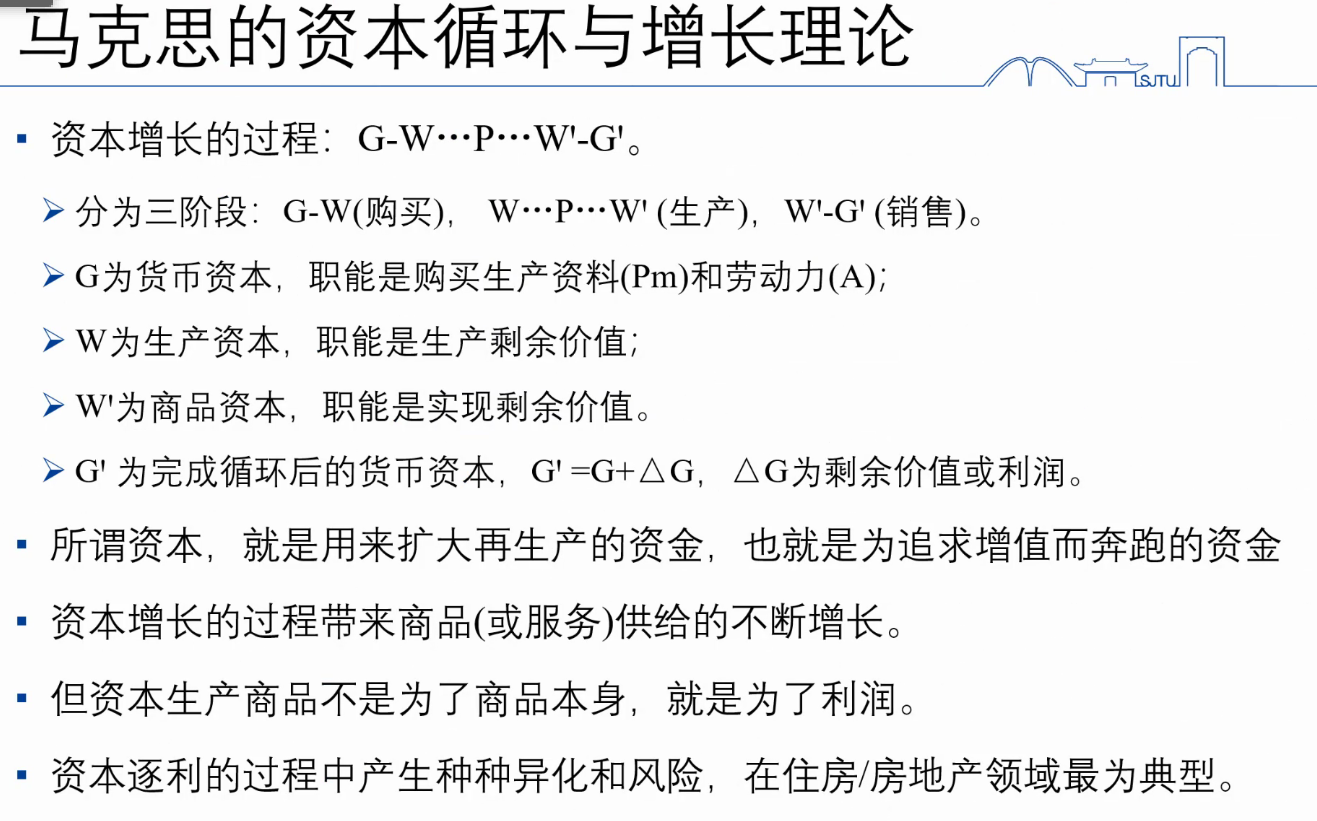 马克思的资本循环与增长理论
SJTU
▪ 资本增长的过程：G-W…P…W'-G'。
➢ 分为三阶段：G-W(购买)， W…P…W' (生产)，W'-G' (销售)。
➢ G为货币资本，职能是购买生产资料(Pm)和劳动力(A)；
➢ W为生产资本，职能是生产剩余价值；
➢ W'为商品资本，职能是实现剩余价值。
➢ G' 为完成循环后的货币资本，G' =G+△G，△G为剩余价值或利润。
▪ 所谓资本，就是用来扩大再生产的资金，也就是为追求增值而奔跑的资金
▪ 资本增长的过程带来商品(或服务)供给的不断增长。
▪ 但资本生产商品不是为了商品本身，就是为了利润。
▪ 资本逐利的过程中产生种种异化和风险，在住房/房地产领域最为典型。